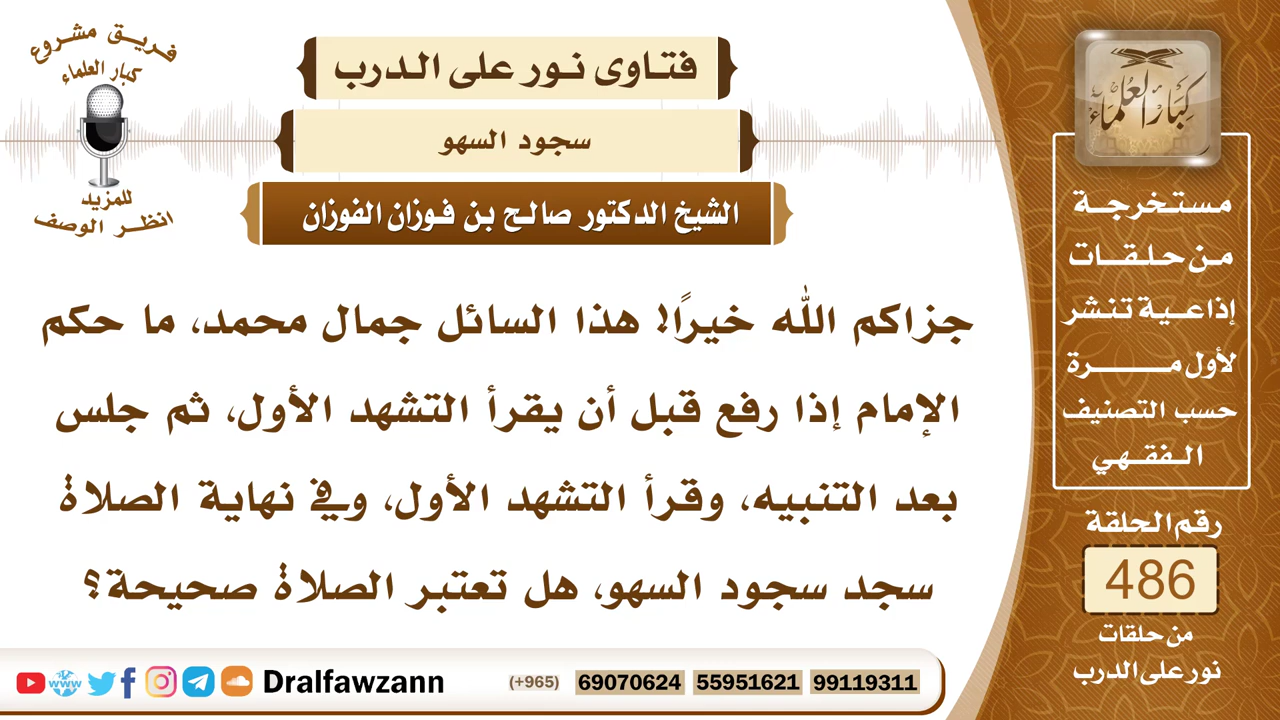 فريق مشروع
كبار العلماء
للمزيد
انظر الوصف
فتاوى نور على الدرب
سجود السهو
الشيخ الدكتور صالح بن فوزان الفوزان
جزاكم الله خيرًا! هذا السائل جمال محمد، ما حكم
الإمام إذا رفع قبل أن يقرأ التشهد الأول، ثم جلس
بعد التنبيه، وقرأ التشهد الأول، وفي نهاية الصلاة
سجد سجود السهو، هل تعتبر الصلاة صحيحة؟
كبار العلماء
مستخرجة
من حلقات
إذاعية تنشر
لأول مرة
حسب التصنيف
الفقهي
رقم الحلقة
486
من حلقات
نور على الدرب
www Dralfawzann (+965) 69070624 55951621 99119311